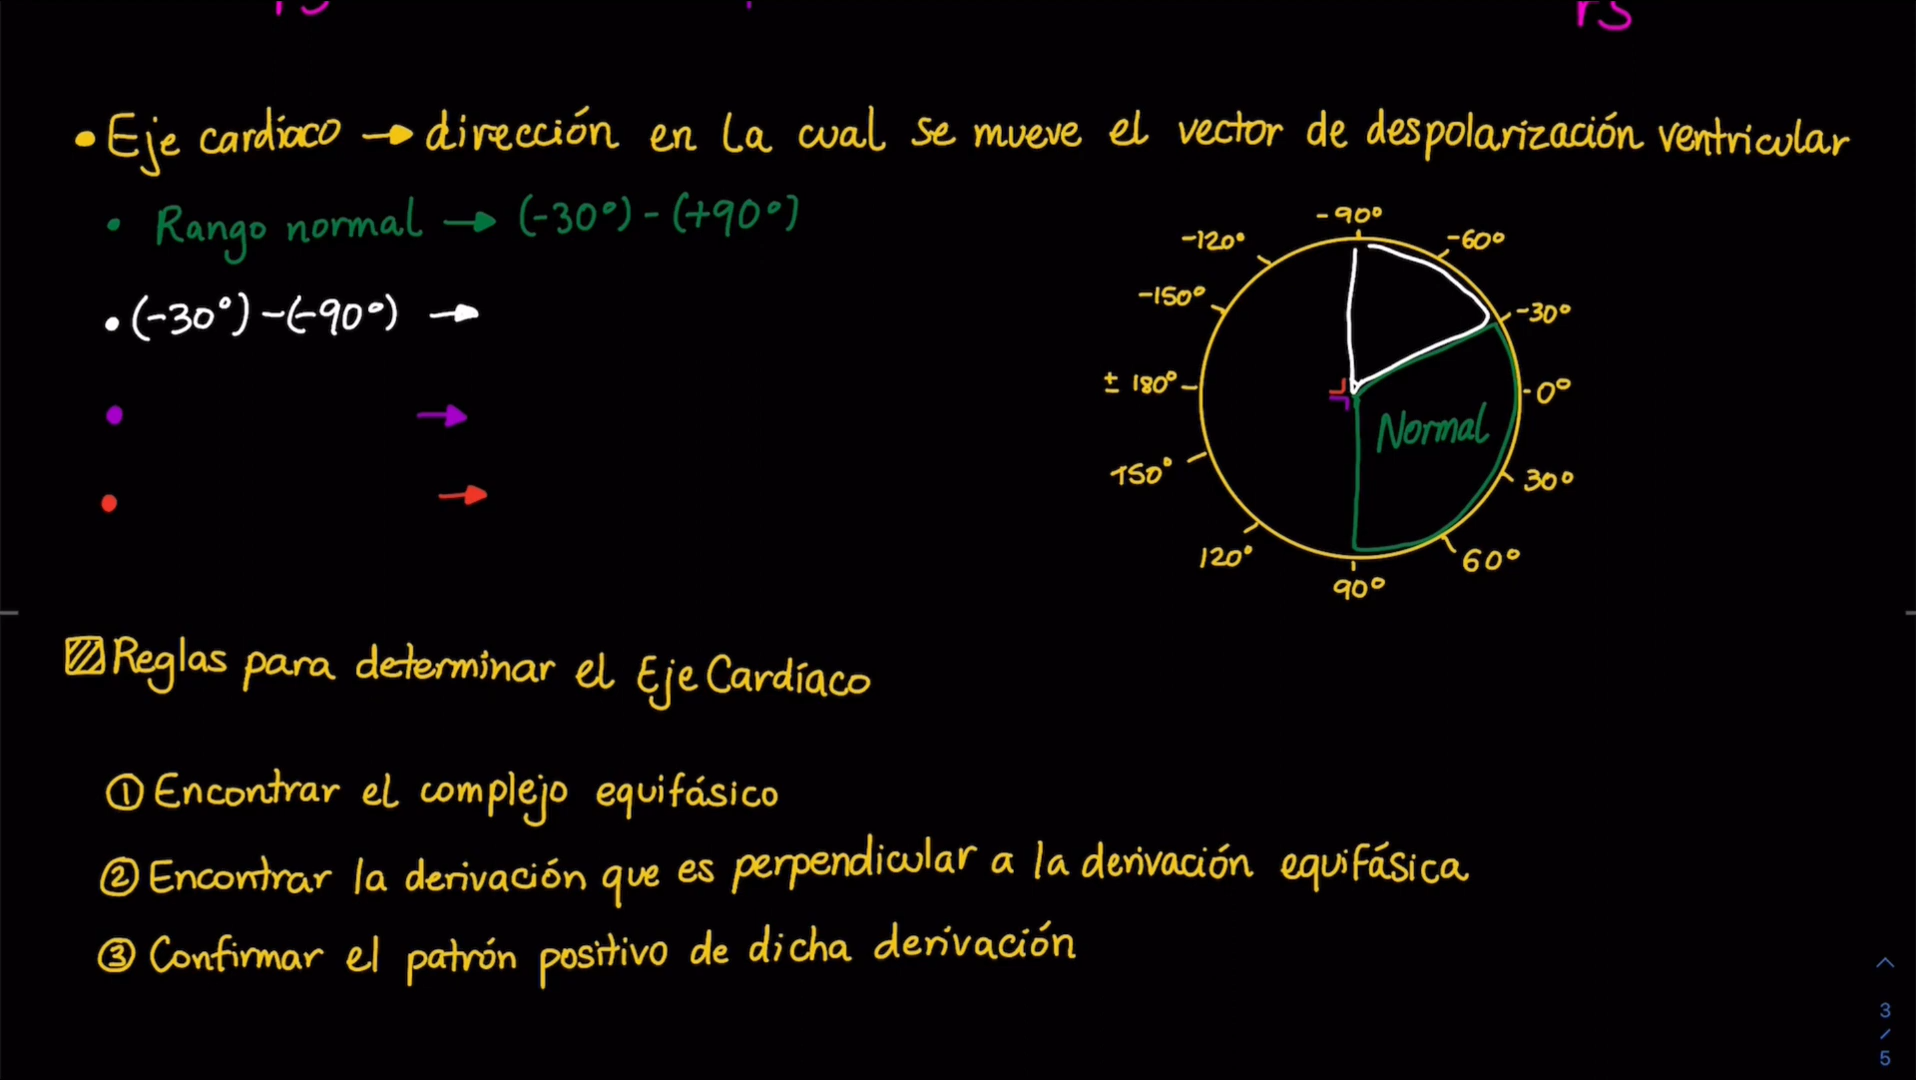 rs
rs
• Eje cardíaco → dirección en la cual se mueve el vector de despolarización ventricular
• Rango normal → (-30°) - (+90°)
• (-30°) - (-90°) →
• →
• →
-90°
-120°
-60°
-150°
-30°
± 180°
0°
Normal
150°
30°
120°
60°
90°
Reglas para determinar el Eje Cardíaco
① Encontrar el complejo equifásico
② Encontrar la derivación que es perpendicular a la derivación equifásica
③ Confirmar el patrón positivo de dicha derivación
3
/
5